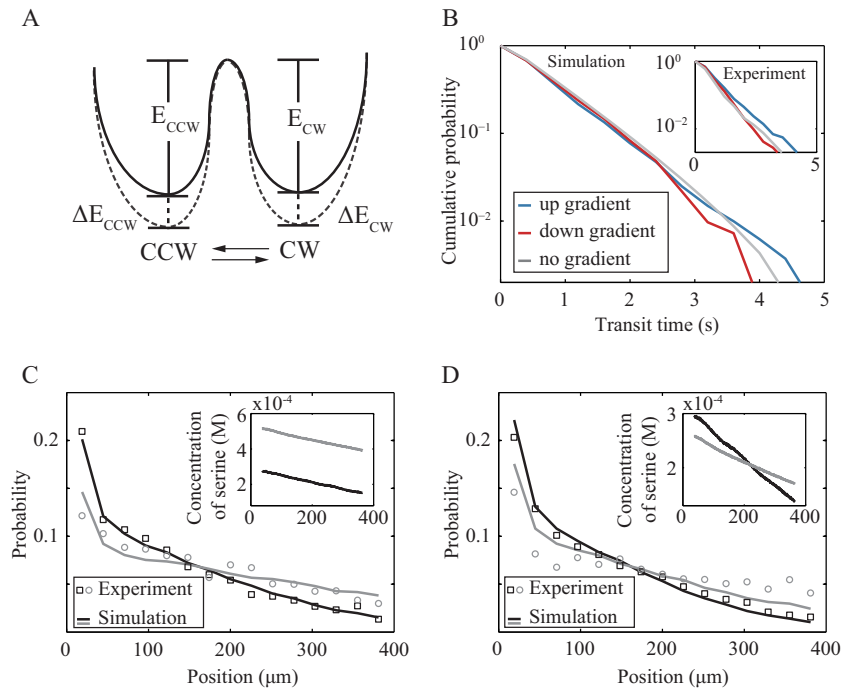 A
E_CCW
E_CW
ΔE_CCW
ΔE_CW
CCW
CW
B
Cumulative probability
10^0
10^-1
10^-2
Simulation
Experiment
10^0
10^-2
0
5
up gradient
down gradient
no gradient
0
1
2
3
4
5
Transit time (s)
C
Probability
0.2
0.1
0
Concentration
of serine (M)
x10^-4
6
4
2
0
200
400
Experiment
Simulation
0
100
200
300
400
Position (μm)
D
Probability
0.2
0.1
0
Concentration
of serine (M)
x10^-4
3
2
0
200
400
Experiment
Simulation
0
100
200
300
400
Position (μm)